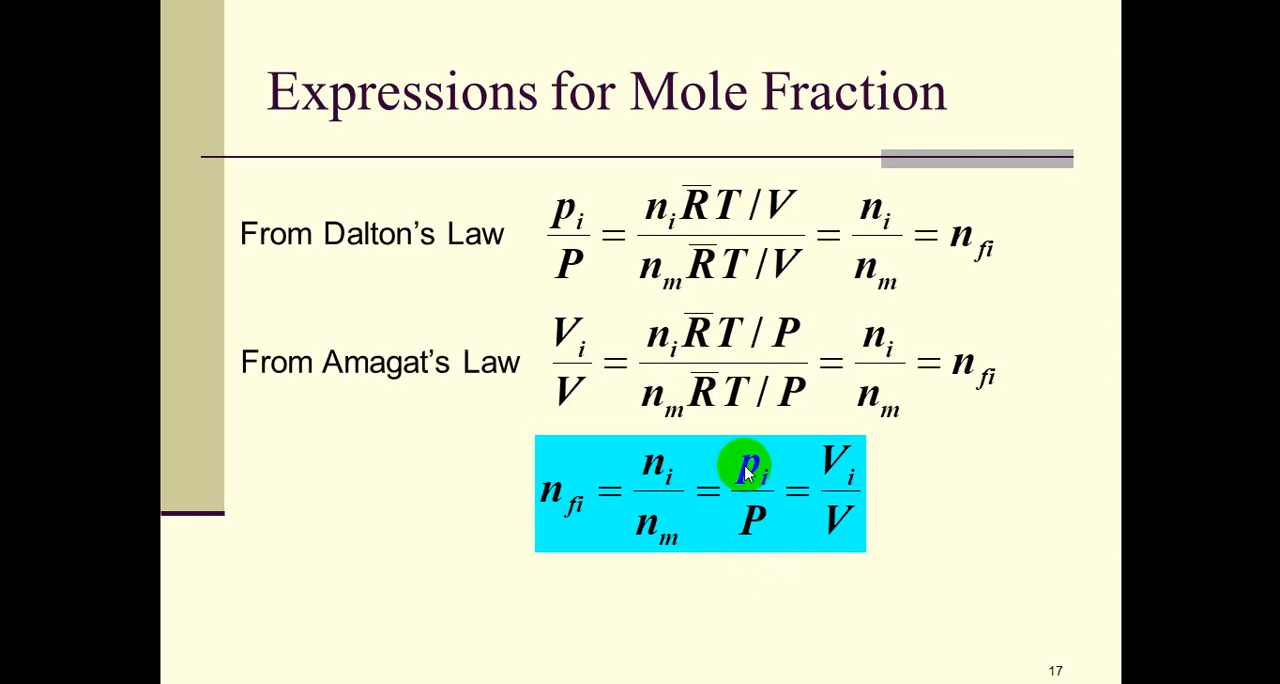 Expressions for Mole Fraction
From Dalton's Law p_i / P = n_i R̅ T / V / n_m R̅ T / V = n_i / n_m = n_fi
From Amagat's Law V_i / V = n_i R̅ T / P / n_m R̅ T / P = n_i / n_m = n_fi
n_fi = n_i / n_m = p_i / P = V_i / V
17